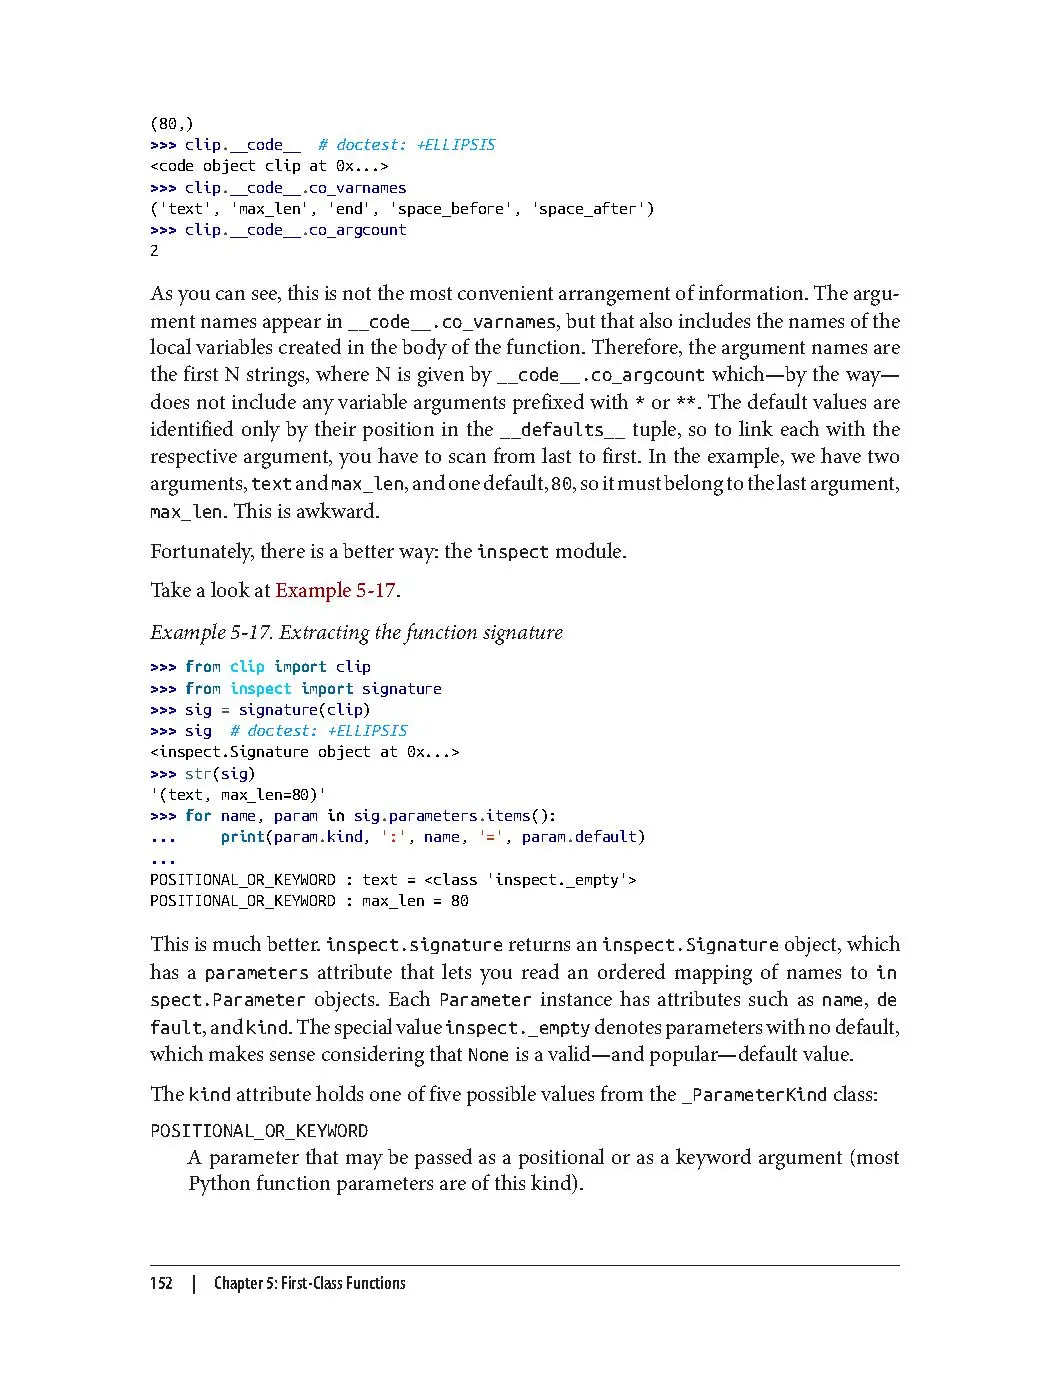 (80,)
>>> clip.__code__  # doctest: +ELLIPSIS
<code object clip at 0x...>
>>> clip.__code__.co_varnames
('text', 'max_len', 'end', 'space_before', 'space_after')
>>> clip.__code__.co_argcount
2
As you can see, this is not the most convenient arrangement of information. The argu-
ment names appear in __code__.co_varnames, but that also includes the names of the
local variables created in the body of the function. Therefore, the argument names are
the first N strings, where N is given by __code__.co_argcount which—by the way—
does not include any variable arguments prefixed with * or **. The default values are
identified only by their position in the __defaults__ tuple, so to link each with the
respective argument, you have to scan from last to first. In the example, we have two
arguments, text and max_len, and one default, 80, so it must belong to the last argument,
max_len. This is awkward.
Fortunately, there is a better way: the inspect module.
Take a look at Example 5-17.
Example 5-17. Extracting the function signature
>>> from clip import clip
>>> from inspect import signature
>>> sig = signature(clip)
>>> sig  # doctest: +ELLIPSIS
<inspect.Signature object at 0x...>
>>> str(sig)
'(text, max_len=80)'
>>> for name, param in sig.parameters.items():
...     print(param.kind, ':', name, '=', param.default)
...
POSITIONAL_OR_KEYWORD : text = <class 'inspect._empty'>
POSITIONAL_OR_KEYWORD : max_len = 80
This is much better. inspect.signature returns an inspect.Signature object, which
has a parameters attribute that lets you read an ordered mapping of names to in
spect.Parameter objects. Each Parameter instance has attributes such as name, de
fault, and kind. The special value inspect._empty denotes parameters with no default,
which makes sense considering that None is a valid—and popular—default value.
The kind attribute holds one of five possible values from the _ParameterKind class:
POSITIONAL_OR_KEYWORD
A parameter that may be passed as a positional or as a keyword argument (most
Python function parameters are of this kind).
152 | Chapter 5: First-Class Functions